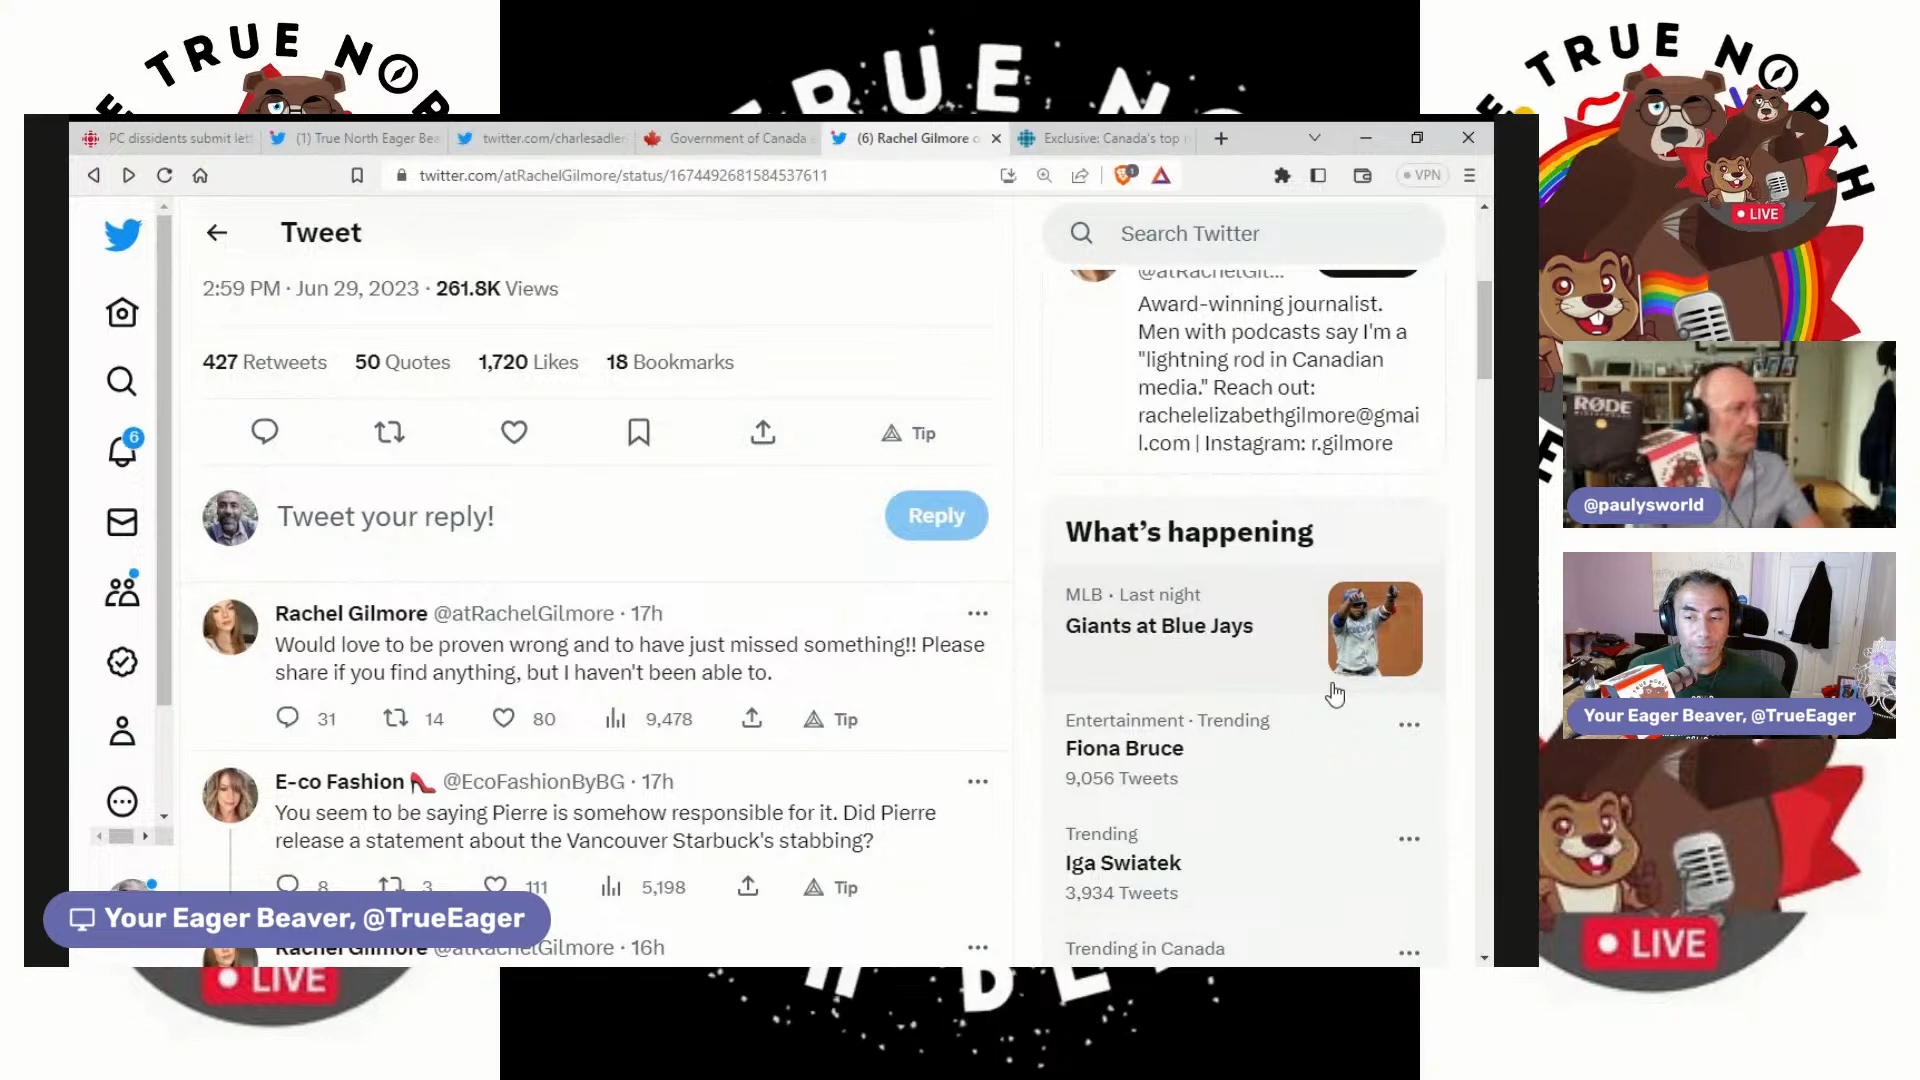 TRUE NORTH
TRUE NO
E TRUE NORTH
LIVE
PC dissidents submit let
(1) True North Eager Bea
twitter.com/charlesadler
Government of Canada
(6) Rachel Gilmore o
Exclusive: Canada's top
twitter.com/atRachelGilmore/status/1674492681584537611
VPN
Tweet
Search Twitter
2:59 PM · Jun 29, 2023 · 261.8K Views
@atRachelGil...
Award-winning journalist.
Men with podcasts say I'm a
"lightning rod in Canadian
media." Reach out:
rachelelizabethgilmore@gmai
l.com | Instagram: r.gilmore
427 Retweets 50 Quotes 1,720 Likes 18 Bookmarks
Tip
6
Tweet your reply!
Reply
What's happening
MLB · Last night
Giants at Blue Jays
Rachel Gilmore @atRachelGilmore · 17h
Would love to be proven wrong and to have just missed something!! Please
share if you find anything, but I haven't been able to.
31 14 80 9,478 Tip
Entertainment · Trending
Fiona Bruce
9,056 Tweets
E-co Fashion @EcoFashionByBG · 17h
You seem to be saying Pierre is somehow responsible for it. Did Pierre
release a statement about the Vancouver Starbuck's stabbing?
8 3 111 5,198 Tip
Trending
Iga Swiatek
3,934 Tweets
Rachel Gilmore @atRachelGilmore · 16h
Trending in Canada
Your Eager Beaver, @TrueEager
RØDE
@paulysworld
Your Eager Beaver, @TrueEager
LIVE
LIVE